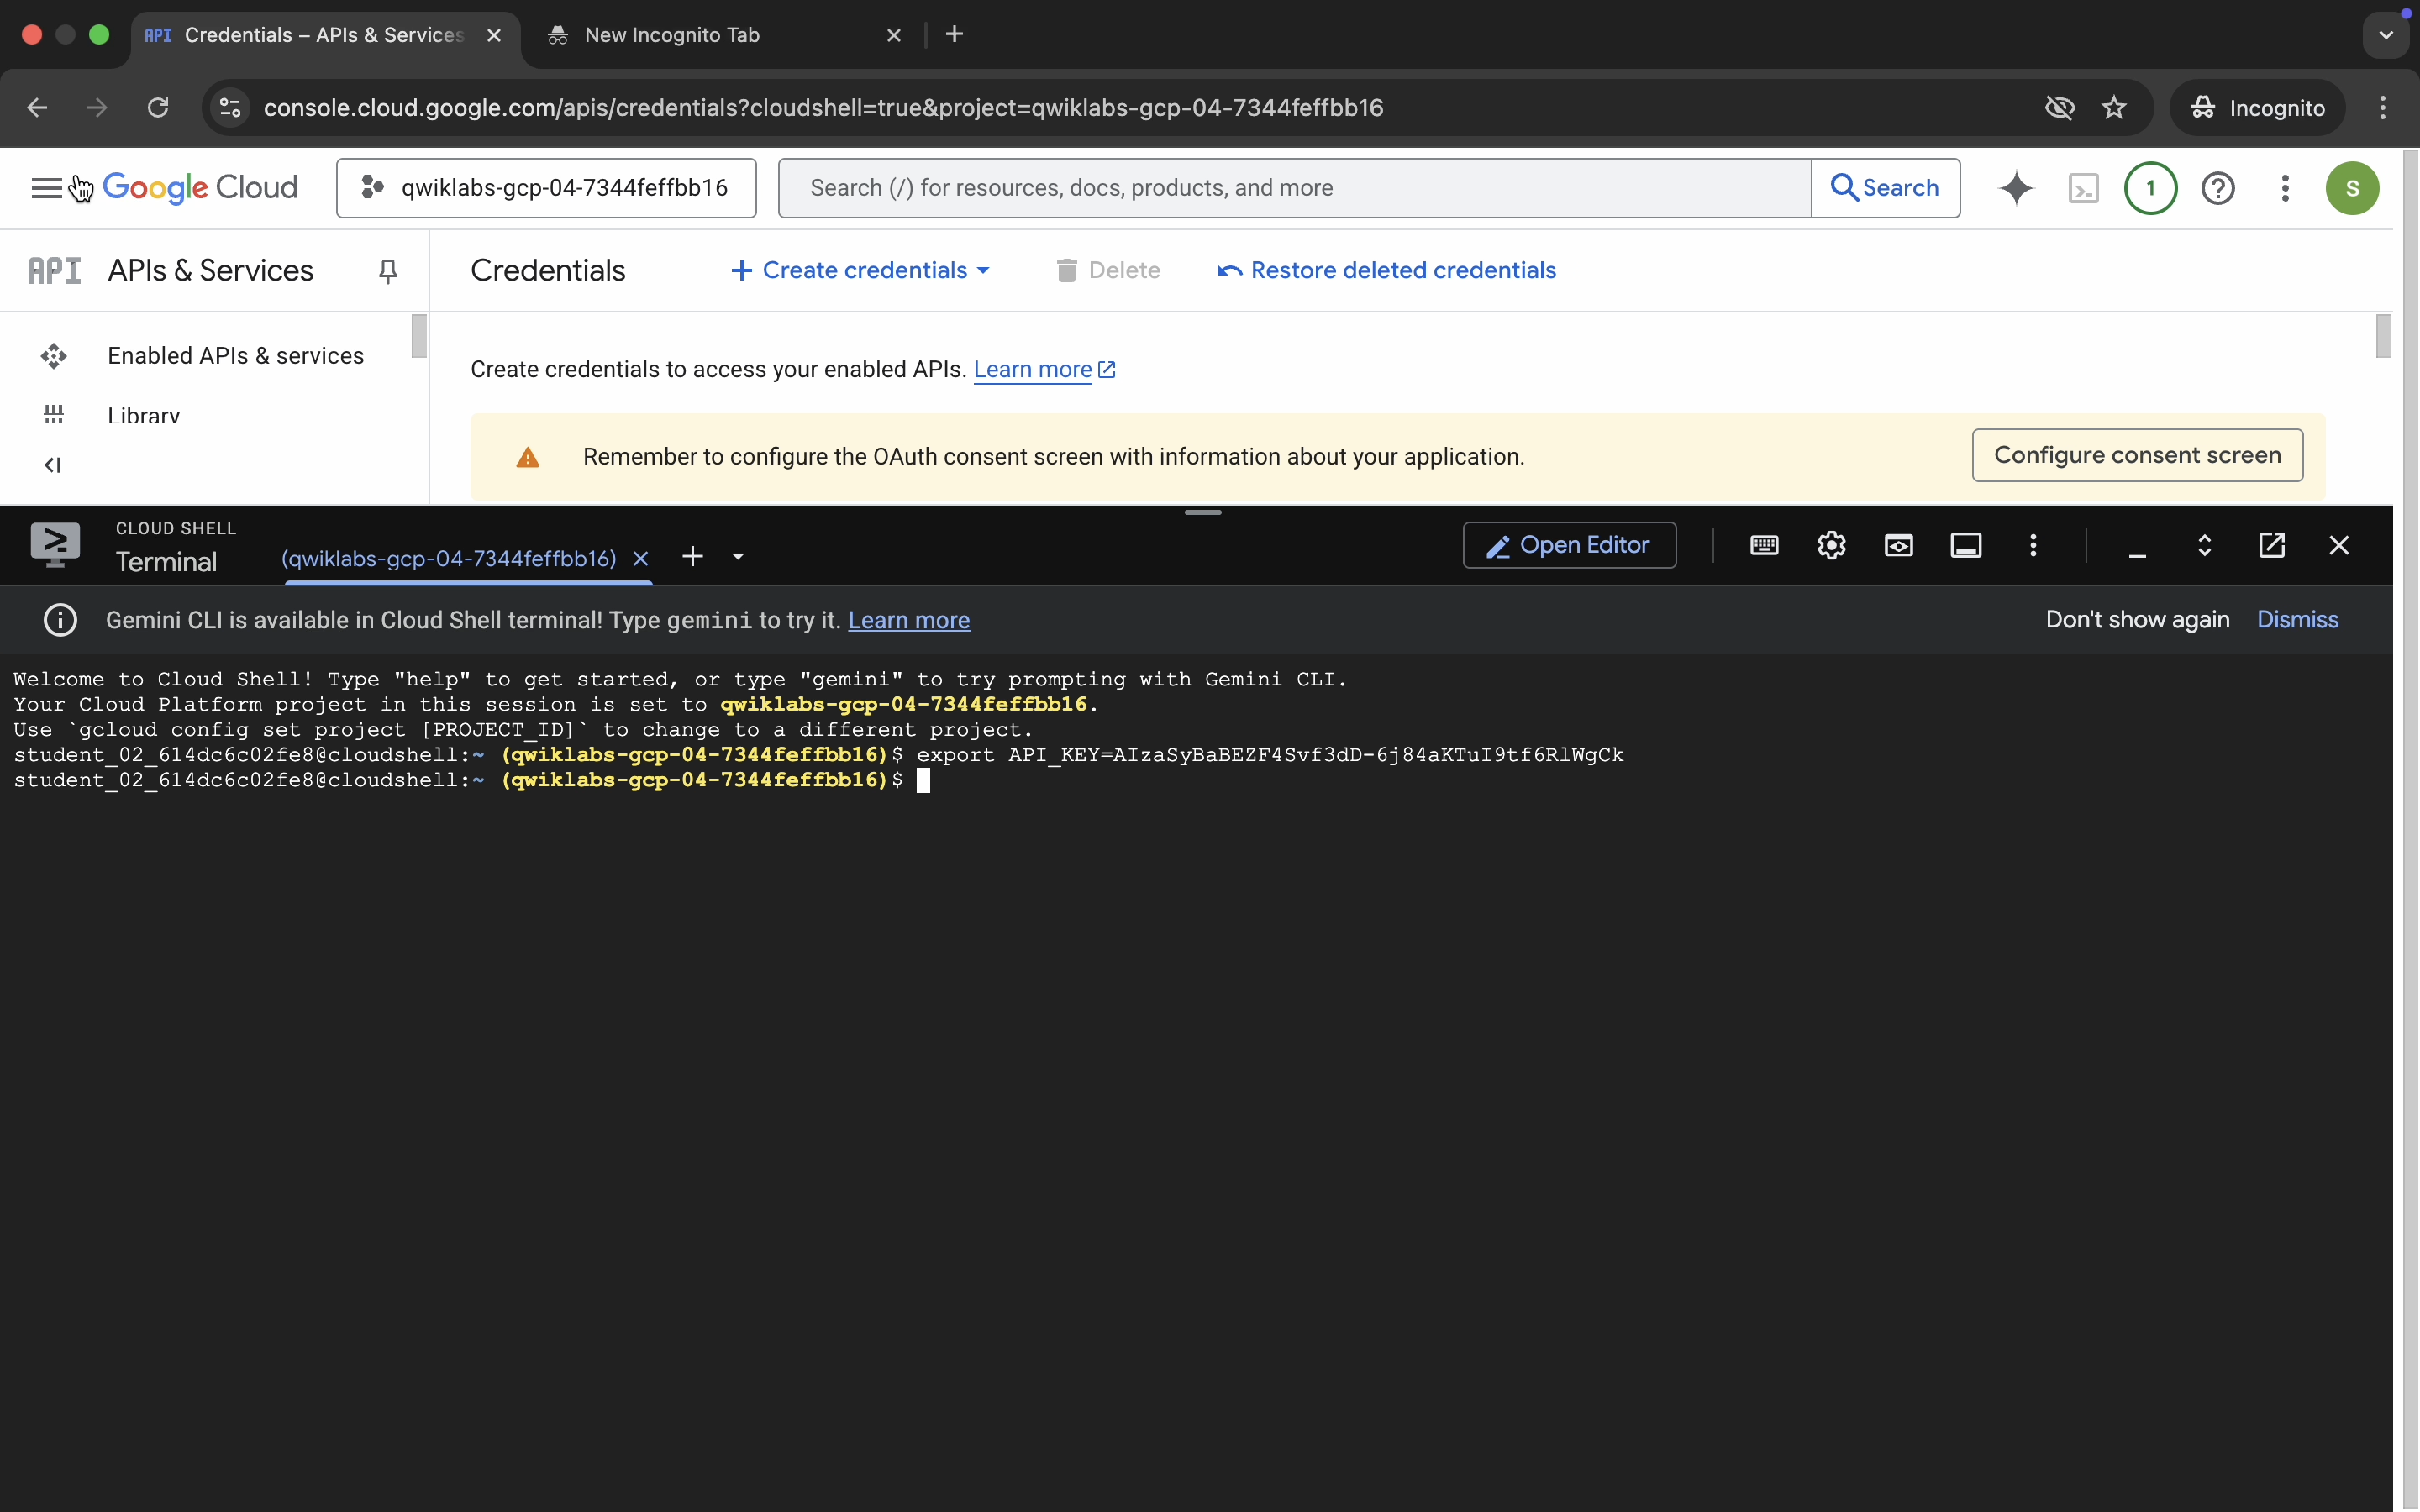 API Credentials – APIs & Services
New Incognito Tab
console.cloud.google.com/apis/credentials?cloudshell=true&project=qwiklabs-gcp-04-7344feffbb16
Incognito
Google Cloud
qwiklabs-gcp-04-7344feffbb16
Search (/) for resources, docs, products, and more
Search
1
S
API APIs & Services
Credentials
Create credentials
Delete
Restore deleted credentials
Enabled APIs & services
Library
Create credentials to access your enabled APIs. Learn more
Remember to configure the OAuth consent screen with information about your application.
Configure consent screen
CLOUD SHELL
Terminal
(qwiklabs-gcp-04-7344feffbb16)
Open Editor
Gemini CLI is available in Cloud Shell terminal! Type gemini to try it. Learn more
Don't show again
Dismiss
Welcome to Cloud Shell! Type "help" to get started, or type "gemini" to try prompting with Gemini CLI.
Your Cloud Platform project in this session is set to qwiklabs-gcp-04-7344feffbb16.
Use `gcloud config set project [PROJECT_ID]` to change to a different project.
student_02_614dc6c02fe8@cloudshell:~ (qwiklabs-gcp-04-7344feffbb16)$ export API_KEY=AIzaSyBaBEZF4Svf3dD-6j84aKTuI9tf6RlWgCk
student_02_614dc6c02fe8@cloudshell:~ (qwiklabs-gcp-04-7344feffbb16)$